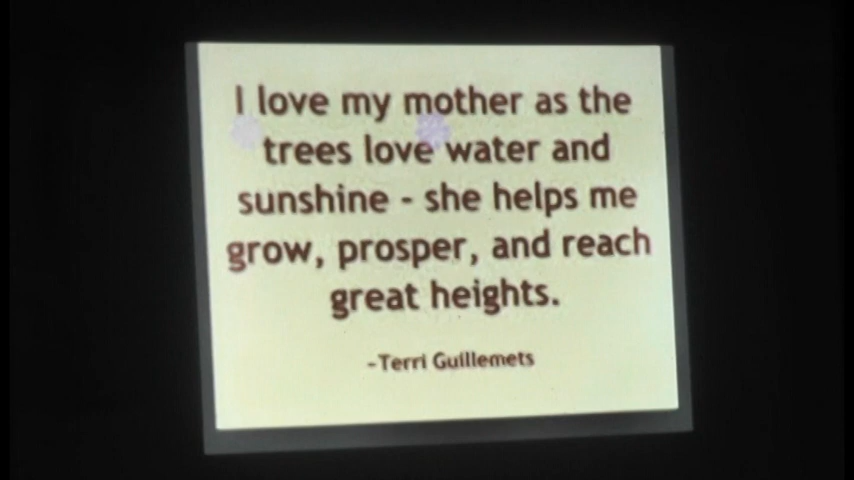 I love my mother as the
trees love water and
sunshine - she helps me
grow, prosper, and reach
great heights.
-Terri Guillemets